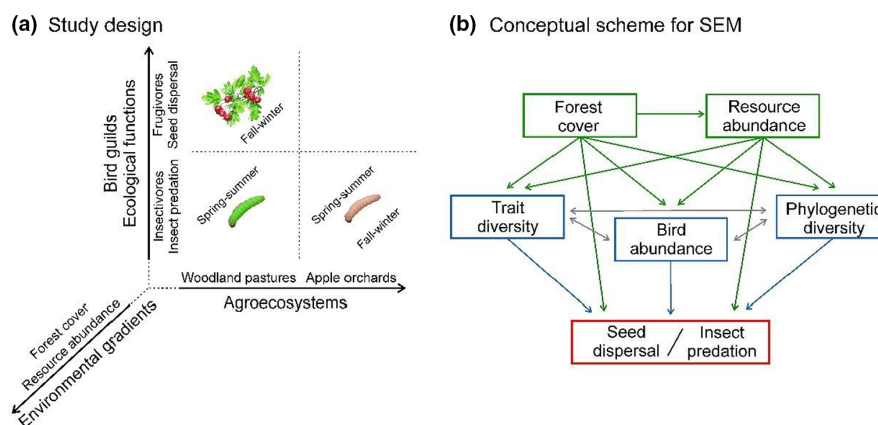 (a) Study design
Bird guilds
Ecological functions
Frugivores
Seed dispersal
Insectivores
Insect predation
Fall-winter
Spring-summer
Spring-summer
Fall-winter
Woodland pastures
Apple orchards
Agroecosystems
Forest cover
Resource abundance
Environmental gradients
(b) Conceptual scheme for SEM
Forest
cover
Resource
abundance
Trait
diversity
Bird
abundance
Phylogenetic
diversity
Seed
dispersal
/
Insect
predation